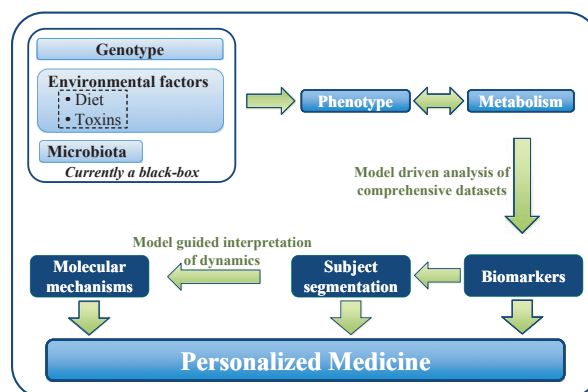 Genotype
Environmental factors
• Diet
• Toxins
Microbiota
Currently a black-box
Phenotype
Metabolism
Model driven analysis of
comprehensive datasets
Model guided interpretation
of dynamics
Molecular
mechanisms
Subject
segmentation
Biomarkers
Personalized Medicine